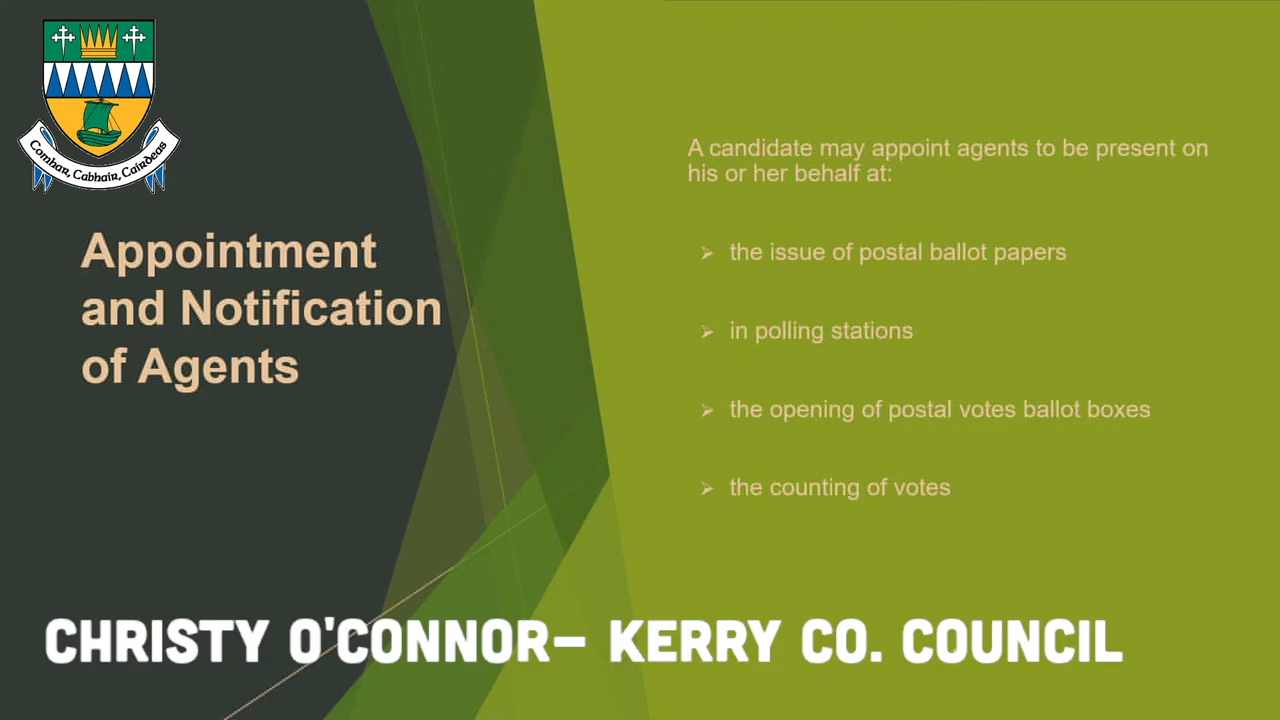 Comhar, Cabhair, Cairdeas
Appointment
and Notification
of Agents
A candidate may appoint agents to be present on
his or her behalf at:
the issue of postal ballot papers
in polling stations
the opening of postal votes ballot boxes
the counting of votes
CHRISTY O'CONNOR– KERRY CO. COUNCIL